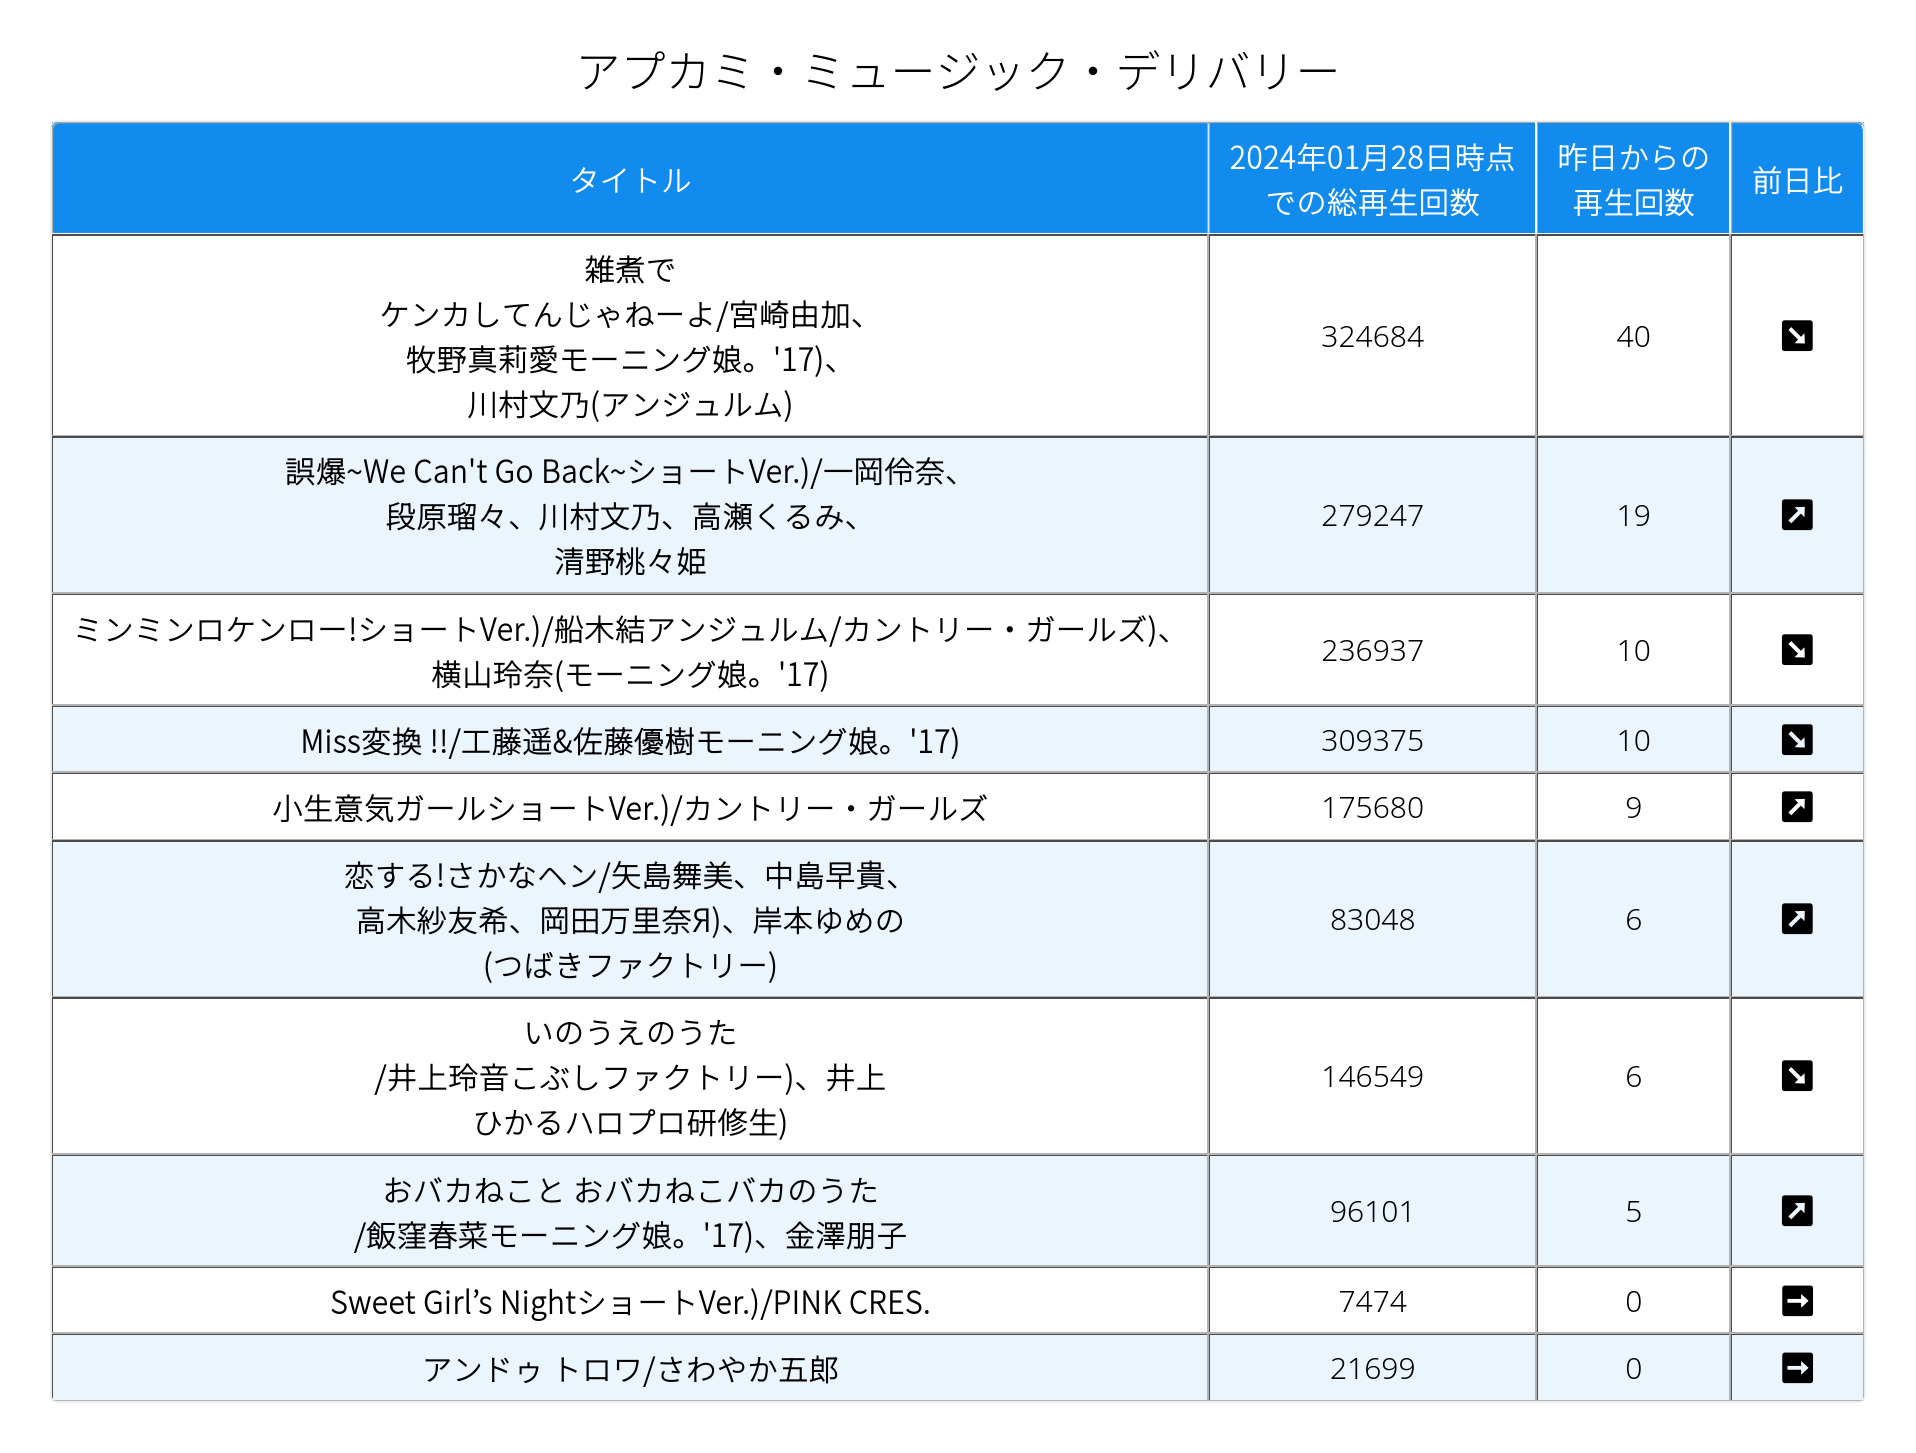 アプカミ・ミュージック・デリバリー
タイトル
2024年01月28日時点
での総再生回数
昨日からの
再生回数
前日比
雑煮で
ケンカしてんじゃねーよ/宮崎由加、
牧野真莉愛モーニング娘。'17)、
川村文乃(アンジュルム)
324684
40
↘
誤爆~We Can't Go Back~ショートVer.)/一岡伶奈、
段原瑠々、川村文乃、高瀬くるみ、
清野桃々姫
279247
19
↗
ミンミンロケンロー!ショートVer.)/船木結アンジュルム/カントリー・ガールズ)、
横山玲奈(モーニング娘。'17)
236937
10
↘
Miss変換 !!/工藤遥&佐藤優樹モーニング娘。'17)
309375
10
↘
小生意気ガールショートVer.)/カントリー・ガールズ
175680
9
↗
恋する!さかなヘン/矢島舞美、中島早貴、
高木紗友希、岡田万里奈Я)、岸本ゆめの
(つばきファクトリー)
83048
6
↗
いのうえのうた
/井上玲音こぶしファクトリー)、井上
ひかるハロプロ研修生)
146549
6
↘
おバカねこと おバカねこバカのうた
/飯窪春菜モーニング娘。'17)、金澤朋子
96101
5
↗
Sweet Girl’s NightショートVer.)/PINK CRES.
7474
0
→
アンドゥ トロワ/さわやか五郎
21699
0
→